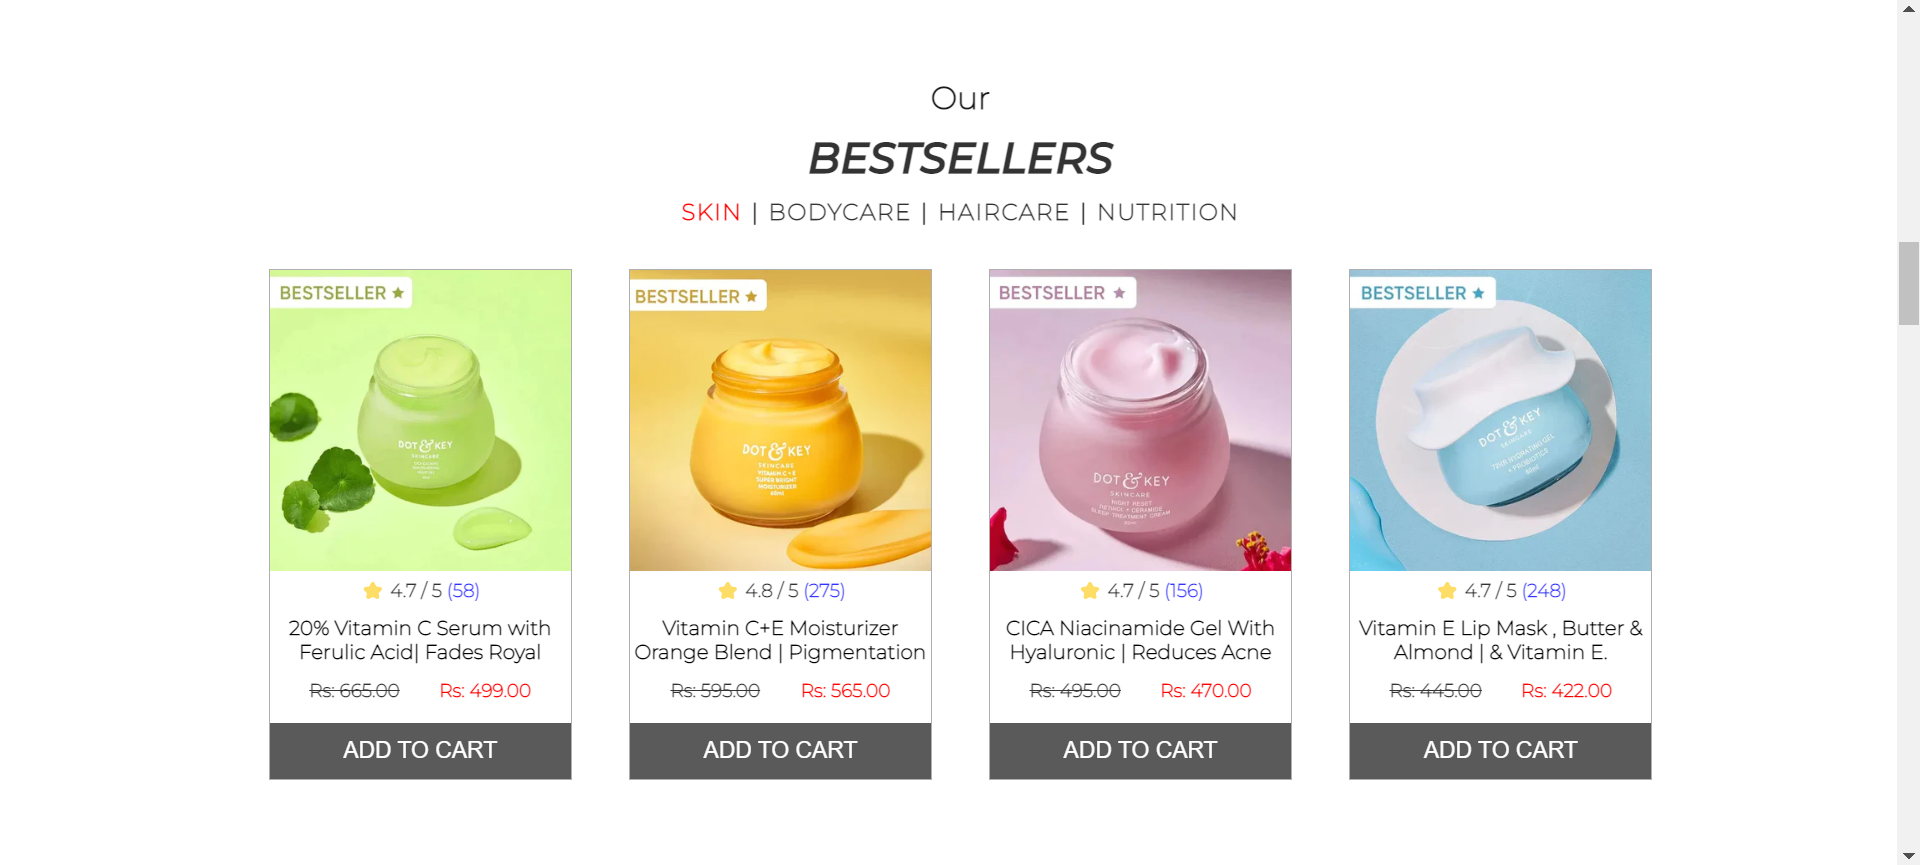 Our
BESTSELLERS
SKIN | BODYCARE | HAIRCARE | NUTRITION
BESTSELLER
DOT & KEY
SKINCARE
4.7 / 5 (58)
20% Vitamin C Serum with
Ferulic Acid| Fades Royal
Rs: 665.00 Rs: 499.00
ADD TO CART
BESTSELLER
DOT & KEY
SKINCARE
VITAMIN C + E
SUPER BRIGHT
MOISTURIZER
60ml
4.8 / 5 (275)
Vitamin C+E Moisturizer
Orange Blend | Pigmentation
Rs: 595.00 Rs: 565.00
ADD TO CART
BESTSELLER
DOT & KEY
SKINCARE
NIGHT RESET
RETINOL + CERAMIDE
SLEEP TREATMENT CREAM
60ml
4.7 / 5 (156)
CICA Niacinamide Gel With
Hyaluronic | Reduces Acne
Rs: 495.00 Rs: 470.00
ADD TO CART
BESTSELLER
DOT & KEY
SKINCARE
72HR HYDRATING GEL
+ PROBIOTICS
60ml
4.7 / 5 (248)
Vitamin E Lip Mask , Butter &
Almond | & Vitamin E.
Rs: 445.00 Rs: 422.00
ADD TO CART